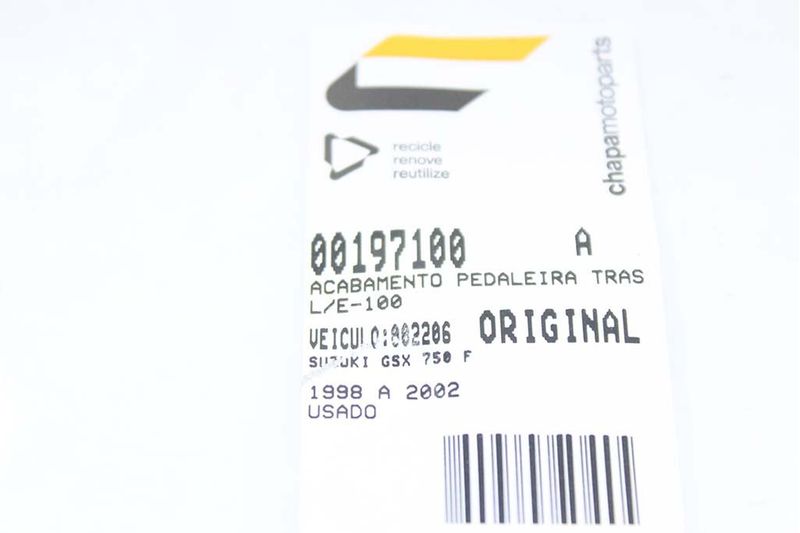 recicle
renove
reutilize
chapamotoparts
00197100 A
ACABAMENTO PEDALEIRA TRAS
L/E-100
VEICULO:002206 ORIGINAL
SUZUKI GSX 750 F
1998 A 2002
USADO